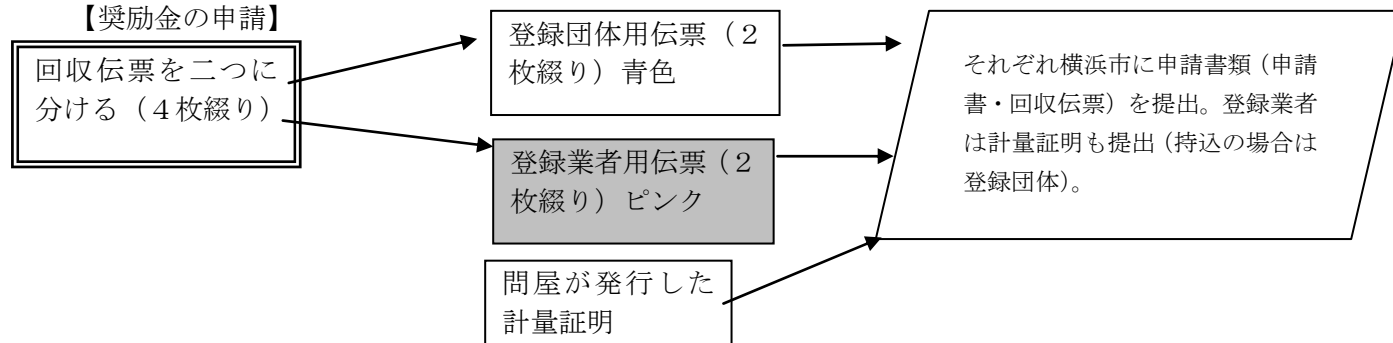 【奨励金の申請】
回収伝票を二つに
分ける（４枚綴り）
登録団体用伝票（２
枚綴り）青色
登録業者用伝票（２
枚綴り）ピンク
問屋が発行した
計量証明
それぞれ横浜市に申請書類（申請
書・回収伝票）を提出。登録業者
は計量証明も提出（持込の場合は
登録団体）。